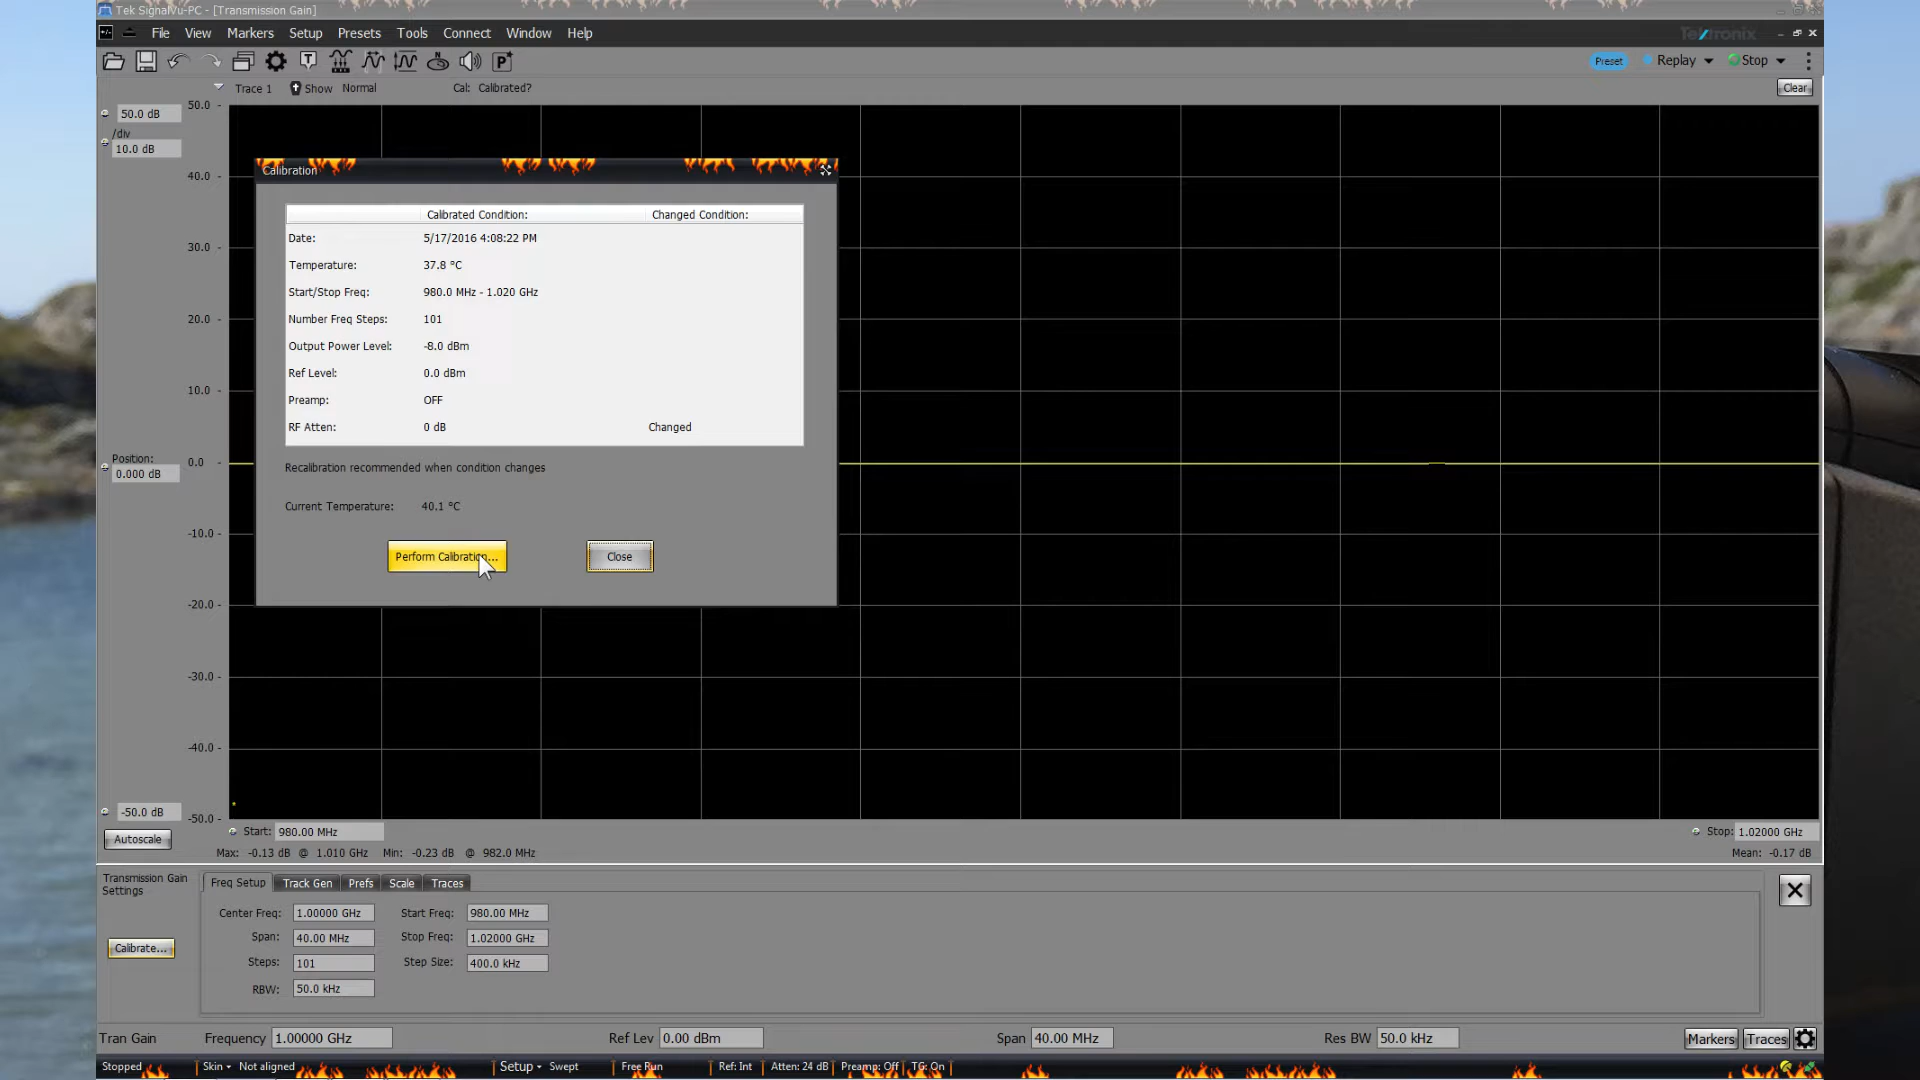 Tek SignalVu-PC - [Transmission Gain]
File View Markers Setup Presets Tools Connect Window Help
Tektronix
Preset Replay Stop
Trace 1 Show Normal Cal: Calibrated? Clear
50.0 dB
/div
10.0 dB
50.0
40.0
30.0
20.0
10.0
Position:
0.000 dB
0.0
-10.0
-20.0
-30.0
-40.0
-50.0
-50.0 dB
Autoscale
Calibration
Calibrated Condition: Changed Condition:
Date: 5/17/2016 4:08:22 PM
Temperature: 37.8 °C
Start/Stop Freq: 980.0 MHz - 1.020 GHz
Number Freq Steps: 101
Output Power Level: -8.0 dBm
Ref Level: 0.0 dBm
Preamp: OFF
RF Atten: 0 dB Changed
Recalibration recommended when condition changes
Current Temperature: 40.1 °C
Perform Calibration... Close
Start: 980.00 MHz Stop: 1.02000 GHz
Max: -0.13 dB @ 1.010 GHz Min: -0.23 dB @ 982.0 MHz Mean: -0.17 dB
Transmission Gain
Settings
Calibrate...
Freq Setup Track Gen Prefs Scale Traces
Center Freq: 1.00000 GHz Start Freq: 980.00 MHz
Span: 40.00 MHz Stop Freq: 1.02000 GHz
Steps: 101 Step Size: 400.0 kHz
RBW: 50.0 kHz
Tran Gain Frequency 1.00000 GHz Ref Lev 0.00 dBm Span 40.00 MHz Res BW 50.0 kHz Markers Traces
Stopped Skin Not aligned Setup Swept Free Run Ref: Int Atten: 24 dB Preamp: Off TG: On